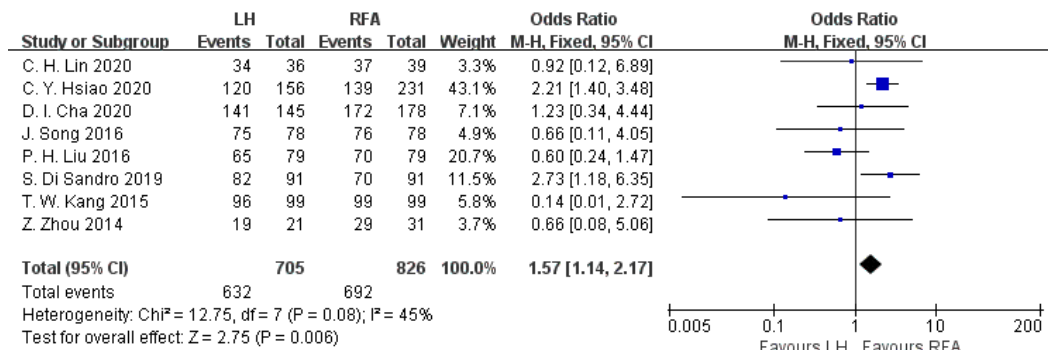 LH RFA Odds Ratio Odds Ratio
Study or Subgroup Events Total Events Total Weight M-H, Fixed, 95% CI M-H, Fixed, 95% CI
C. H. Lin 2020 34 36 37 39 3.3% 0.92 [0.12, 6.89]
C. Y. Hsiao 2020 120 156 139 231 43.1% 2.21 [1.40, 3.48]
D. I. Cha 2020 141 145 172 178 7.1% 1.23 [0.34, 4.44]
J. Song 2016 75 78 76 78 4.9% 0.66 [0.11, 4.05]
P. H. Liu 2016 65 79 70 79 20.7% 0.60 [0.24, 1.47]
S. Di Sandro 2019 82 91 70 91 11.5% 2.73 [1.18, 6.35]
T. W. Kang 2015 96 99 99 99 5.8% 0.14 [0.01, 2.72]
Z. Zhou 2014 19 21 29 31 3.7% 0.66 [0.08, 5.06]
Total (95% CI) 705 826 100.0% 1.57 [1.14, 2.17]
Total events 632 692
Heterogeneity: Chi² = 12.75, df = 7 (P = 0.08); I² = 45%
Test for overall effect: Z = 2.75 (P = 0.006)
0.005 0.1 1 10 200
Favours LH Favours RFA